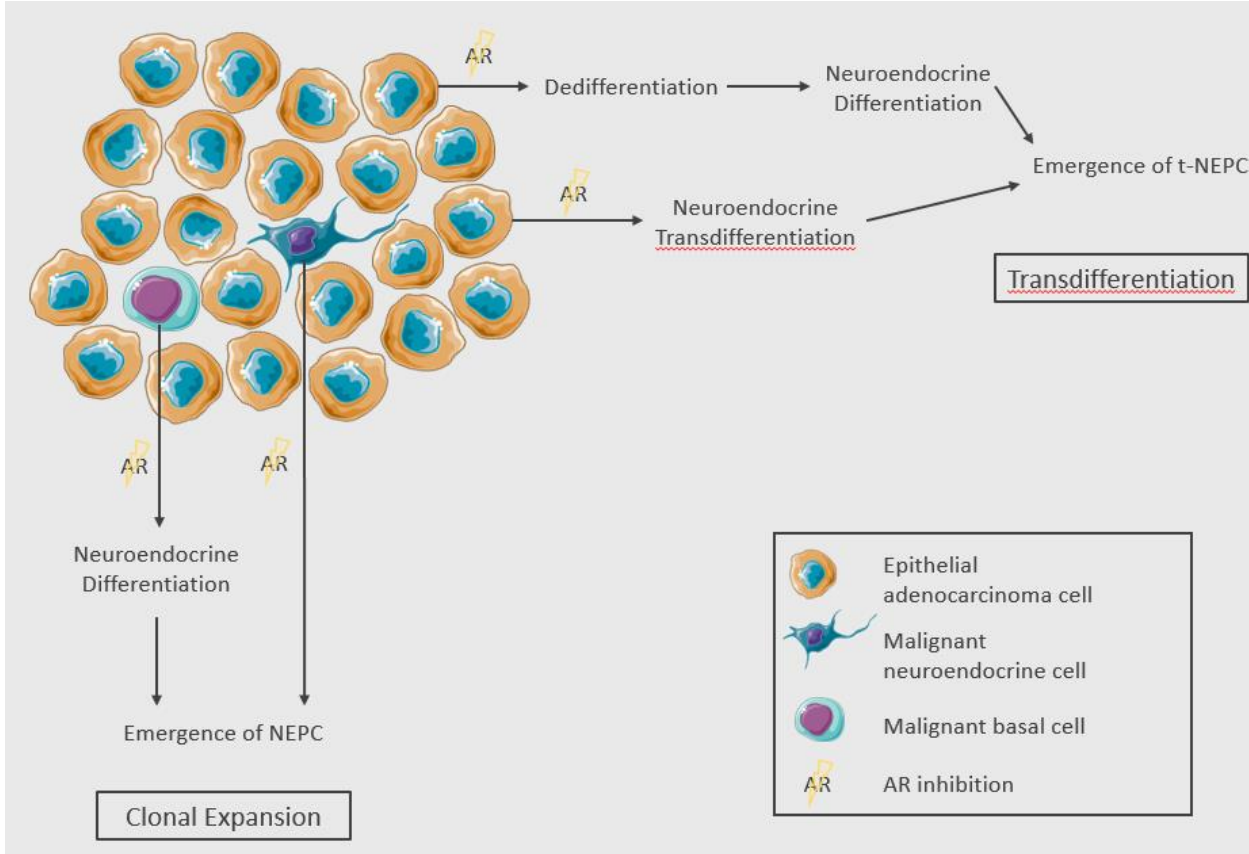 AR
Dedifferentiation
Neuroendocrine
Differentiation
Emergence of t-NEPC
AR
Neuroendocrine
Transdifferentiation
Transdifferentiation
AR
AR
Neuroendocrine
Differentiation
Emergence of NEPC
Clonal Expansion
Epithelial
adenocarcinoma cell
Malignant
neuroendocrine cell
Malignant basal cell
AR
AR inhibition